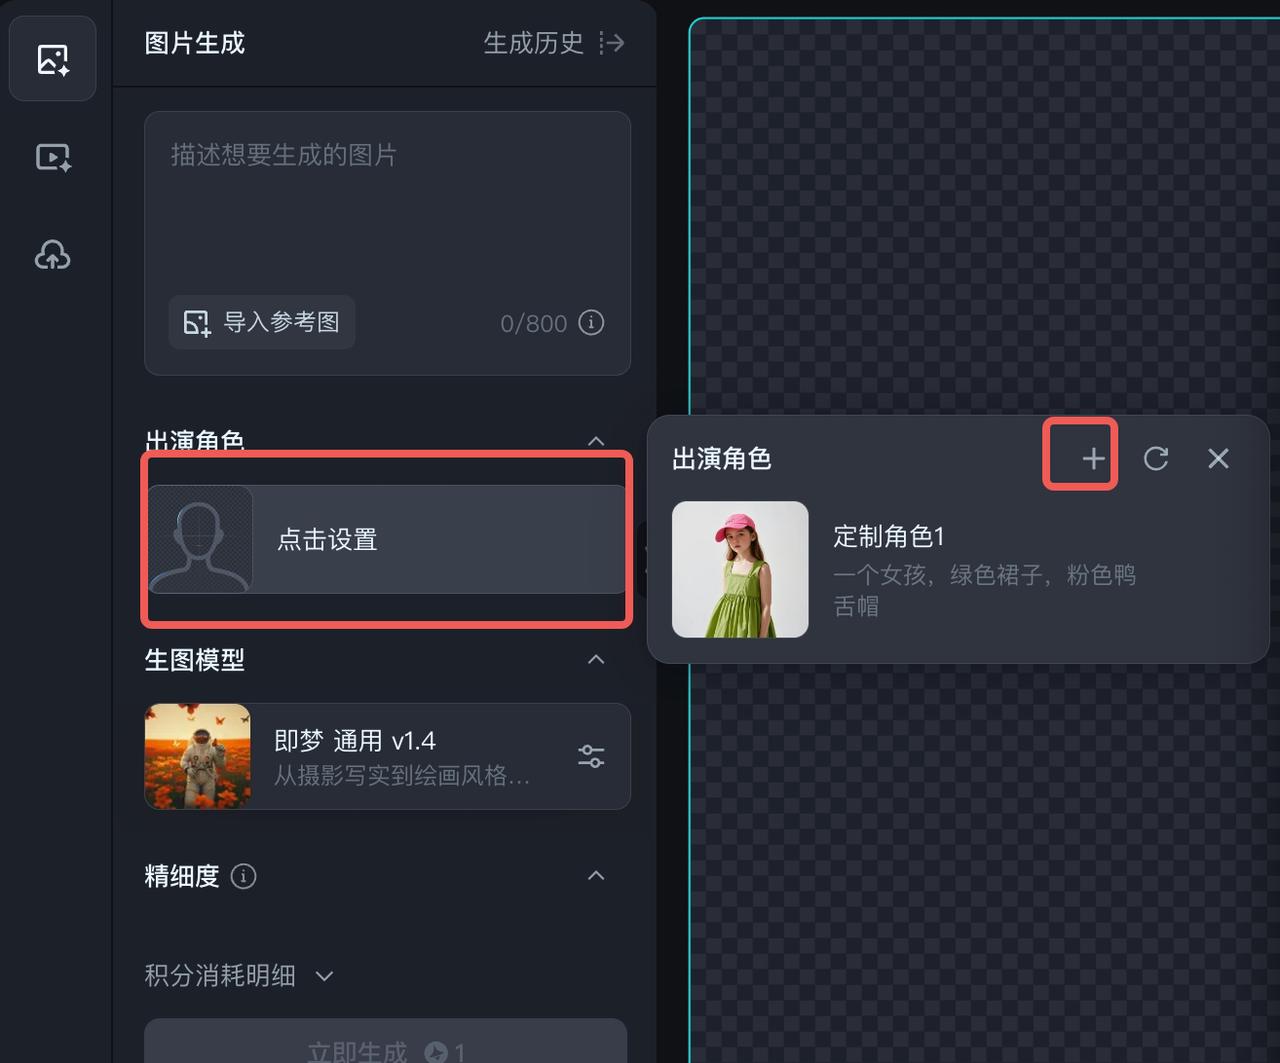 图片生成
生成历史
描述想要生成的图片
导入参考图
0/800
出演角色
点击设置
生图模型
即梦 通用 v1.4
从摄影写实到绘画风格...
精细度
积分消耗明细
立即生成 1
出演角色
定制角色1
一个女孩，绿色裙子，粉色鸭
舌帽